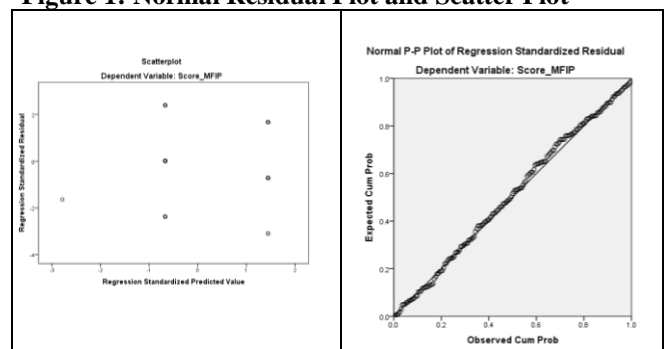 Figure 1: Normal Residual Plot and Scatter Plot
Scatterplot
Dependent Variable: Score_MFIP
Regression Standardized Residual
2
0
-2
-4
-3
-2
-1
0
1
2
Regression Standardized Predicted Value
Normal P-P Plot of Regression Standardized Residual
Dependent Variable: Score_MFIP
Expected Cum Prob
1.0
0.8
0.6
0.4
0.2
0.0
0.0
0.2
0.4
0.6
0.8
1.0
Observed Cum Prob